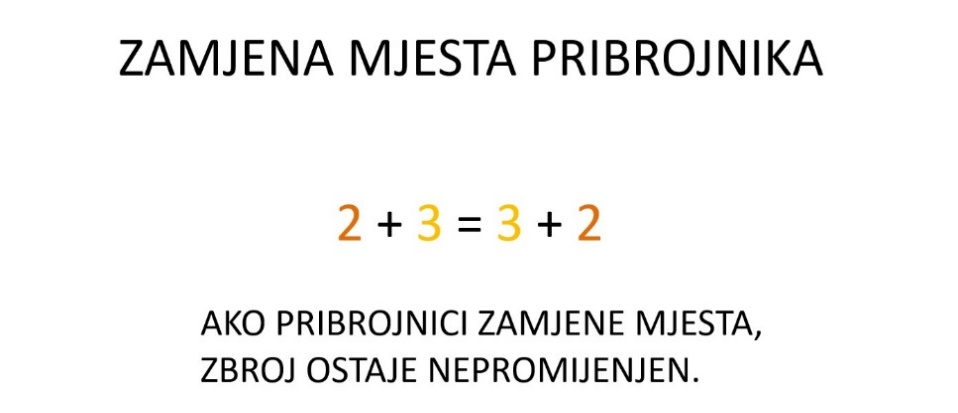 ZAMJENA MJESTA PRIBROJNIKA
2 + 3 = 3 + 2
AKO PRIBROJNICI ZAMJENE MJESTA,
ZBROJ OSTAJE NEPROMIJENJEN.